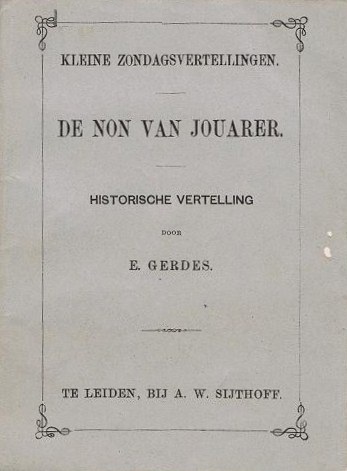 KLEINE ZONDAGSVERTELLINGEN.
DE NON VAN JOUARER.
HISTORISCHE VERTELLING
DOOR
E. GERDES.
TE LEIDEN, BIJ A. W. SIJTHOFF.